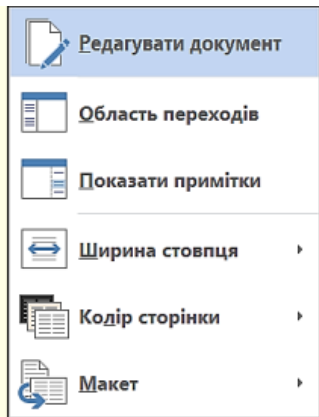 Редагувати документ
Область переходів
Показати примітки
Ширина стовпця
Колір сторінки
Макет